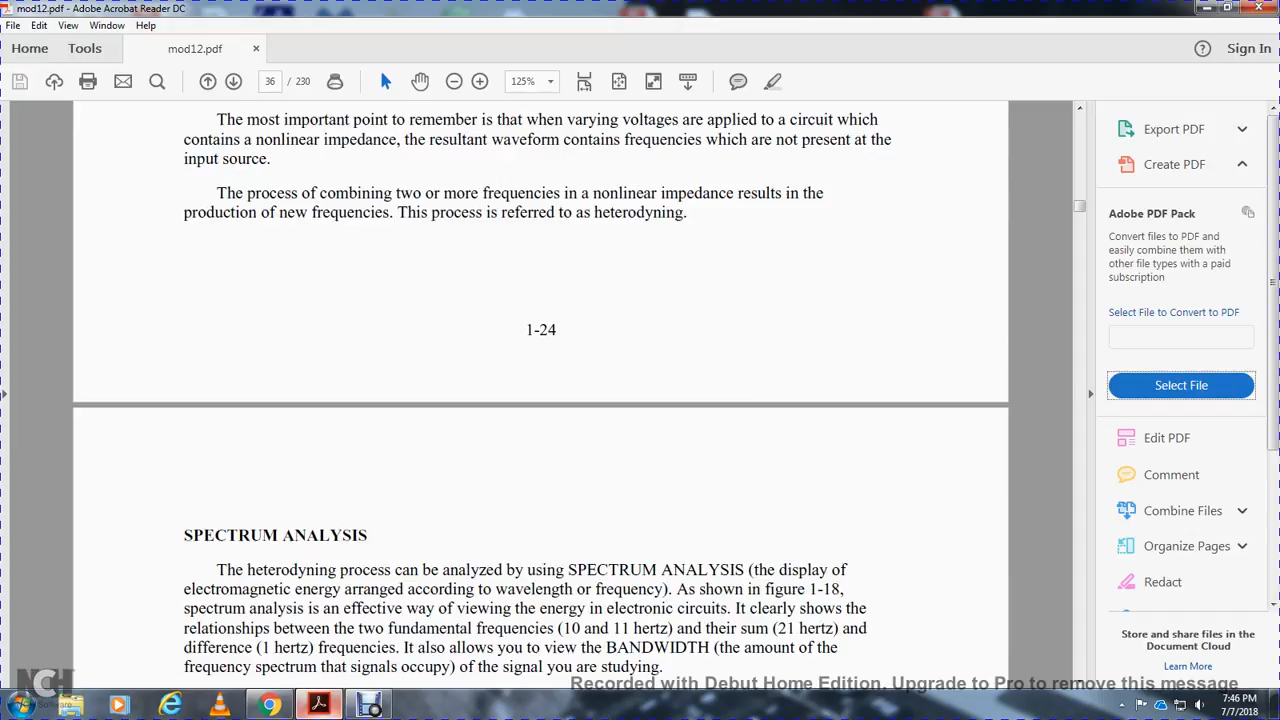 mod12.pdf - Adobe Acrobat Reader DC
File Edit View Window Help
Home Tools mod12.pdf × Sign In
36 / 230 125%
The most important point to remember is that when varying voltages are applied to a circuit which
contains a nonlinear impedance, the resultant waveform contains frequencies which are not present at the
input source.
The process of combining two or more frequencies in a nonlinear impedance results in the
production of new frequencies. This process is referred to as heterodyning.
1-24
SPECTRUM ANALYSIS
The heterodyning process can be analyzed by using SPECTRUM ANALYSIS (the display of
electromagnetic energy arranged according to wavelength or frequency). As shown in figure 1-18,
spectrum analysis is an effective way of viewing the energy in electronic circuits. It clearly shows the
relationships between the two fundamental frequencies (10 and 11 hertz) and their sum (21 hertz) and
difference (1 hertz) frequencies. It also allows you to view the BANDWIDTH (the amount of the
frequency spectrum that signals occupy) of the signal you are studying.
Export PDF
Create PDF
Adobe PDF Pack
Convert files to PDF and
easily combine them with
other file types with a paid
subscription
Select File to Convert to PDF
Select File
Edit PDF
Comment
Combine Files
Organize Pages
Redact
Store and share files in the
Document Cloud
Learn More
Recorded with Debut Home Edition. Upgrade to Pro to remove this message
NCH
Software
7:46 PM
7/7/2018